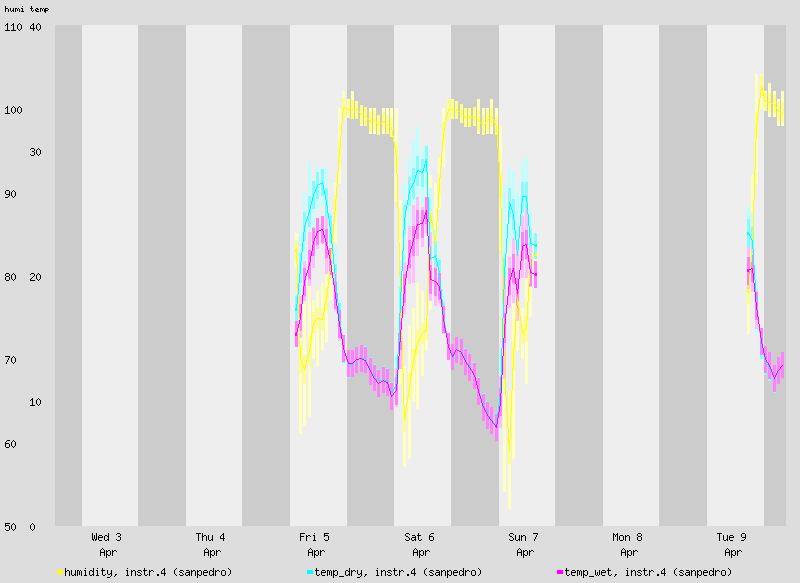 humi temp
110 40
100
30
90
80 20
70
10
60
50 0
Wed 3 Thu 4 Fri 5 Sat 6 Sun 7 Mon 8 Tue 9
Apr Apr Apr Apr Apr Apr Apr
humidity, instr.4 (sanpedro) temp_dry, instr.4 (sanpedro) temp_wet, instr.4 (sanpedro)